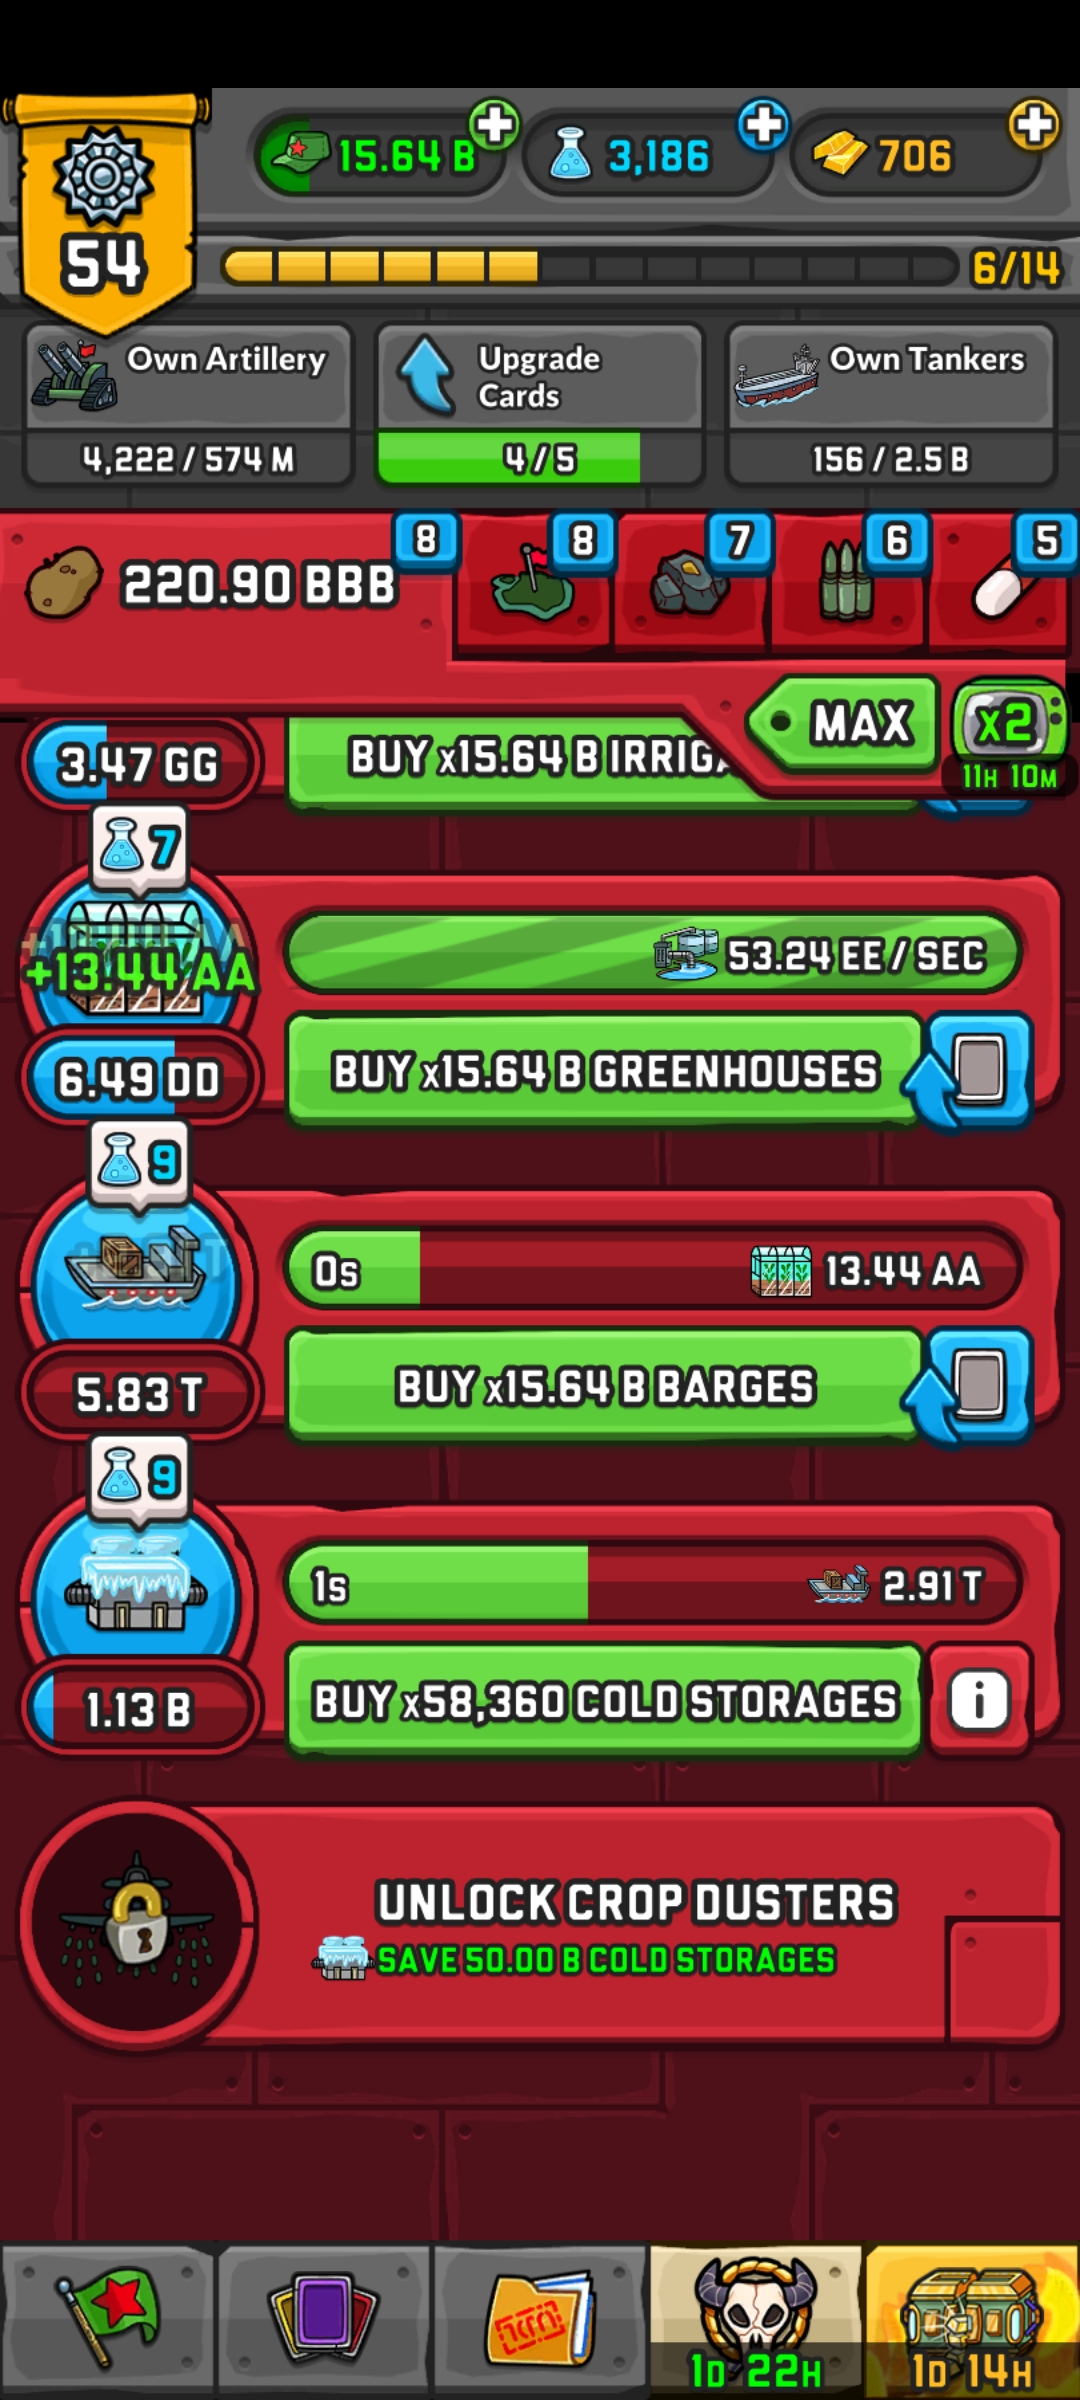 15.64 B
3,186
706
54
6/14
Own Artillery
4,222 / 574 M
Upgrade
Cards
4 / 5
Own Tankers
156 / 2.5 B
220.90 BBB
8
8
7
6
5
MAX
x2
11H 10M
3.47 GG
BUY x15.64 B
7
+13.44 AA
53.24 EE / SEC
6.49 DD
BUY x15.64 B GREENHOUSES
9
0s
13.44 AA
5.83 T
BUY x15.64 B BARGES
9
1s
2.91 T
1.13 B
BUY x58,360 COLD STORAGES
i
UNLOCK CROP DUSTERS
SAVE 50.00 B COLD STORAGES
1D 22H
1D 14H